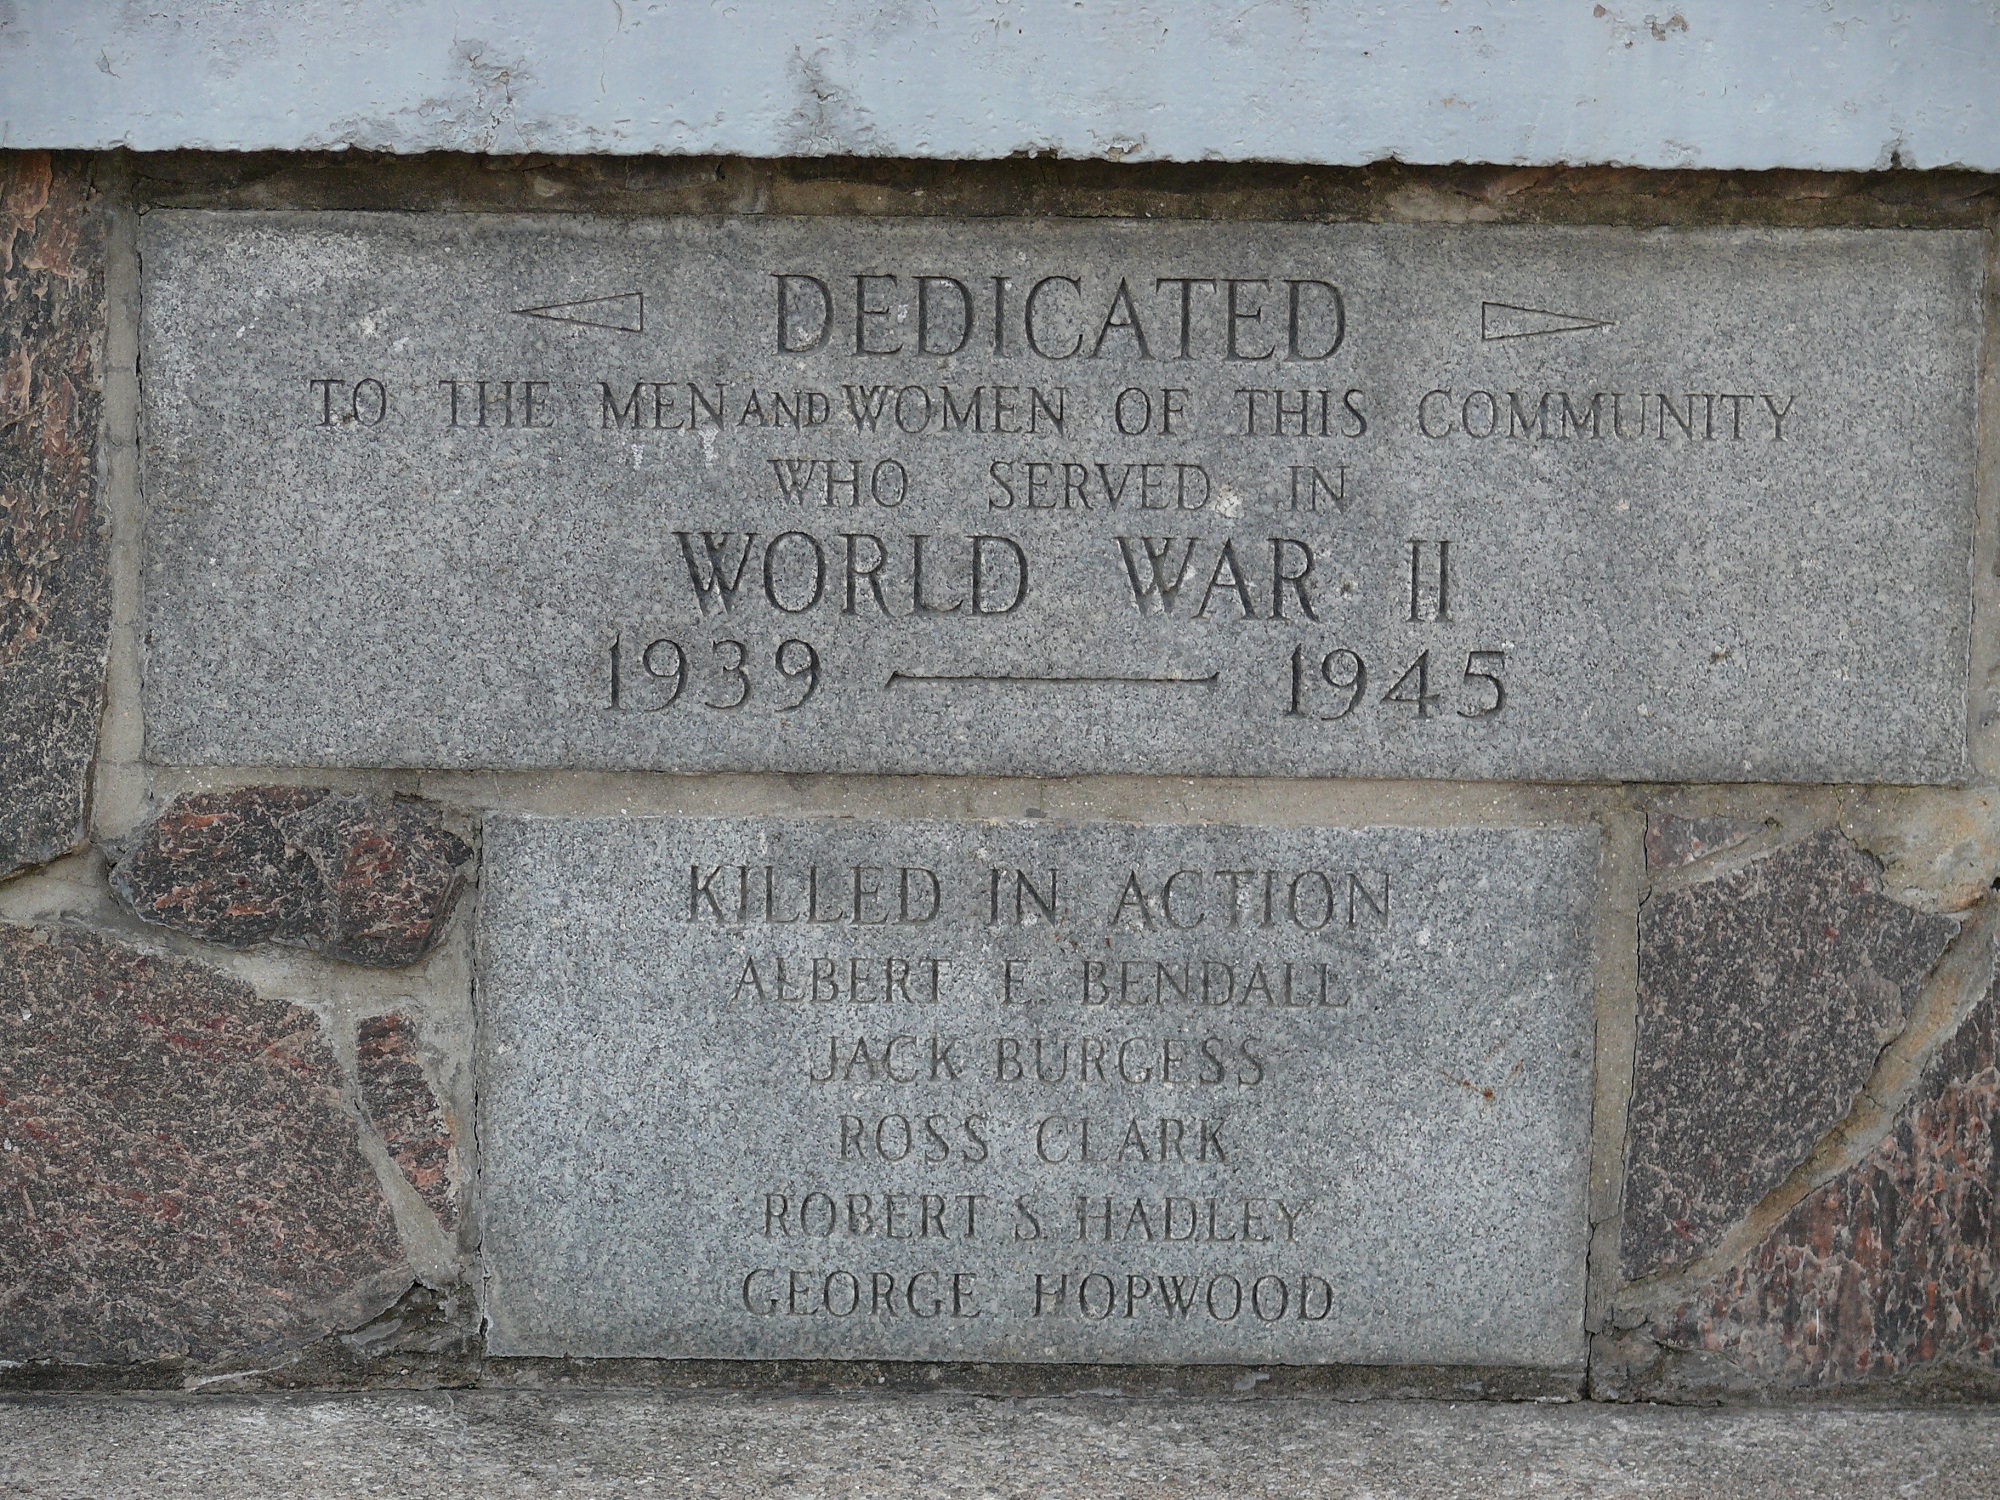 DEDICATED
TO THE MEN AND WOMEN OF THIS COMMUNITY
WHO SERVED IN
WORLD WAR II
1939 — 1945
KILLED IN ACTION
ALBERT E. BENDALL
JACK BURGESS
ROSS CLARK
ROBERT S. HADLEY
GEORGE HOPWOOD